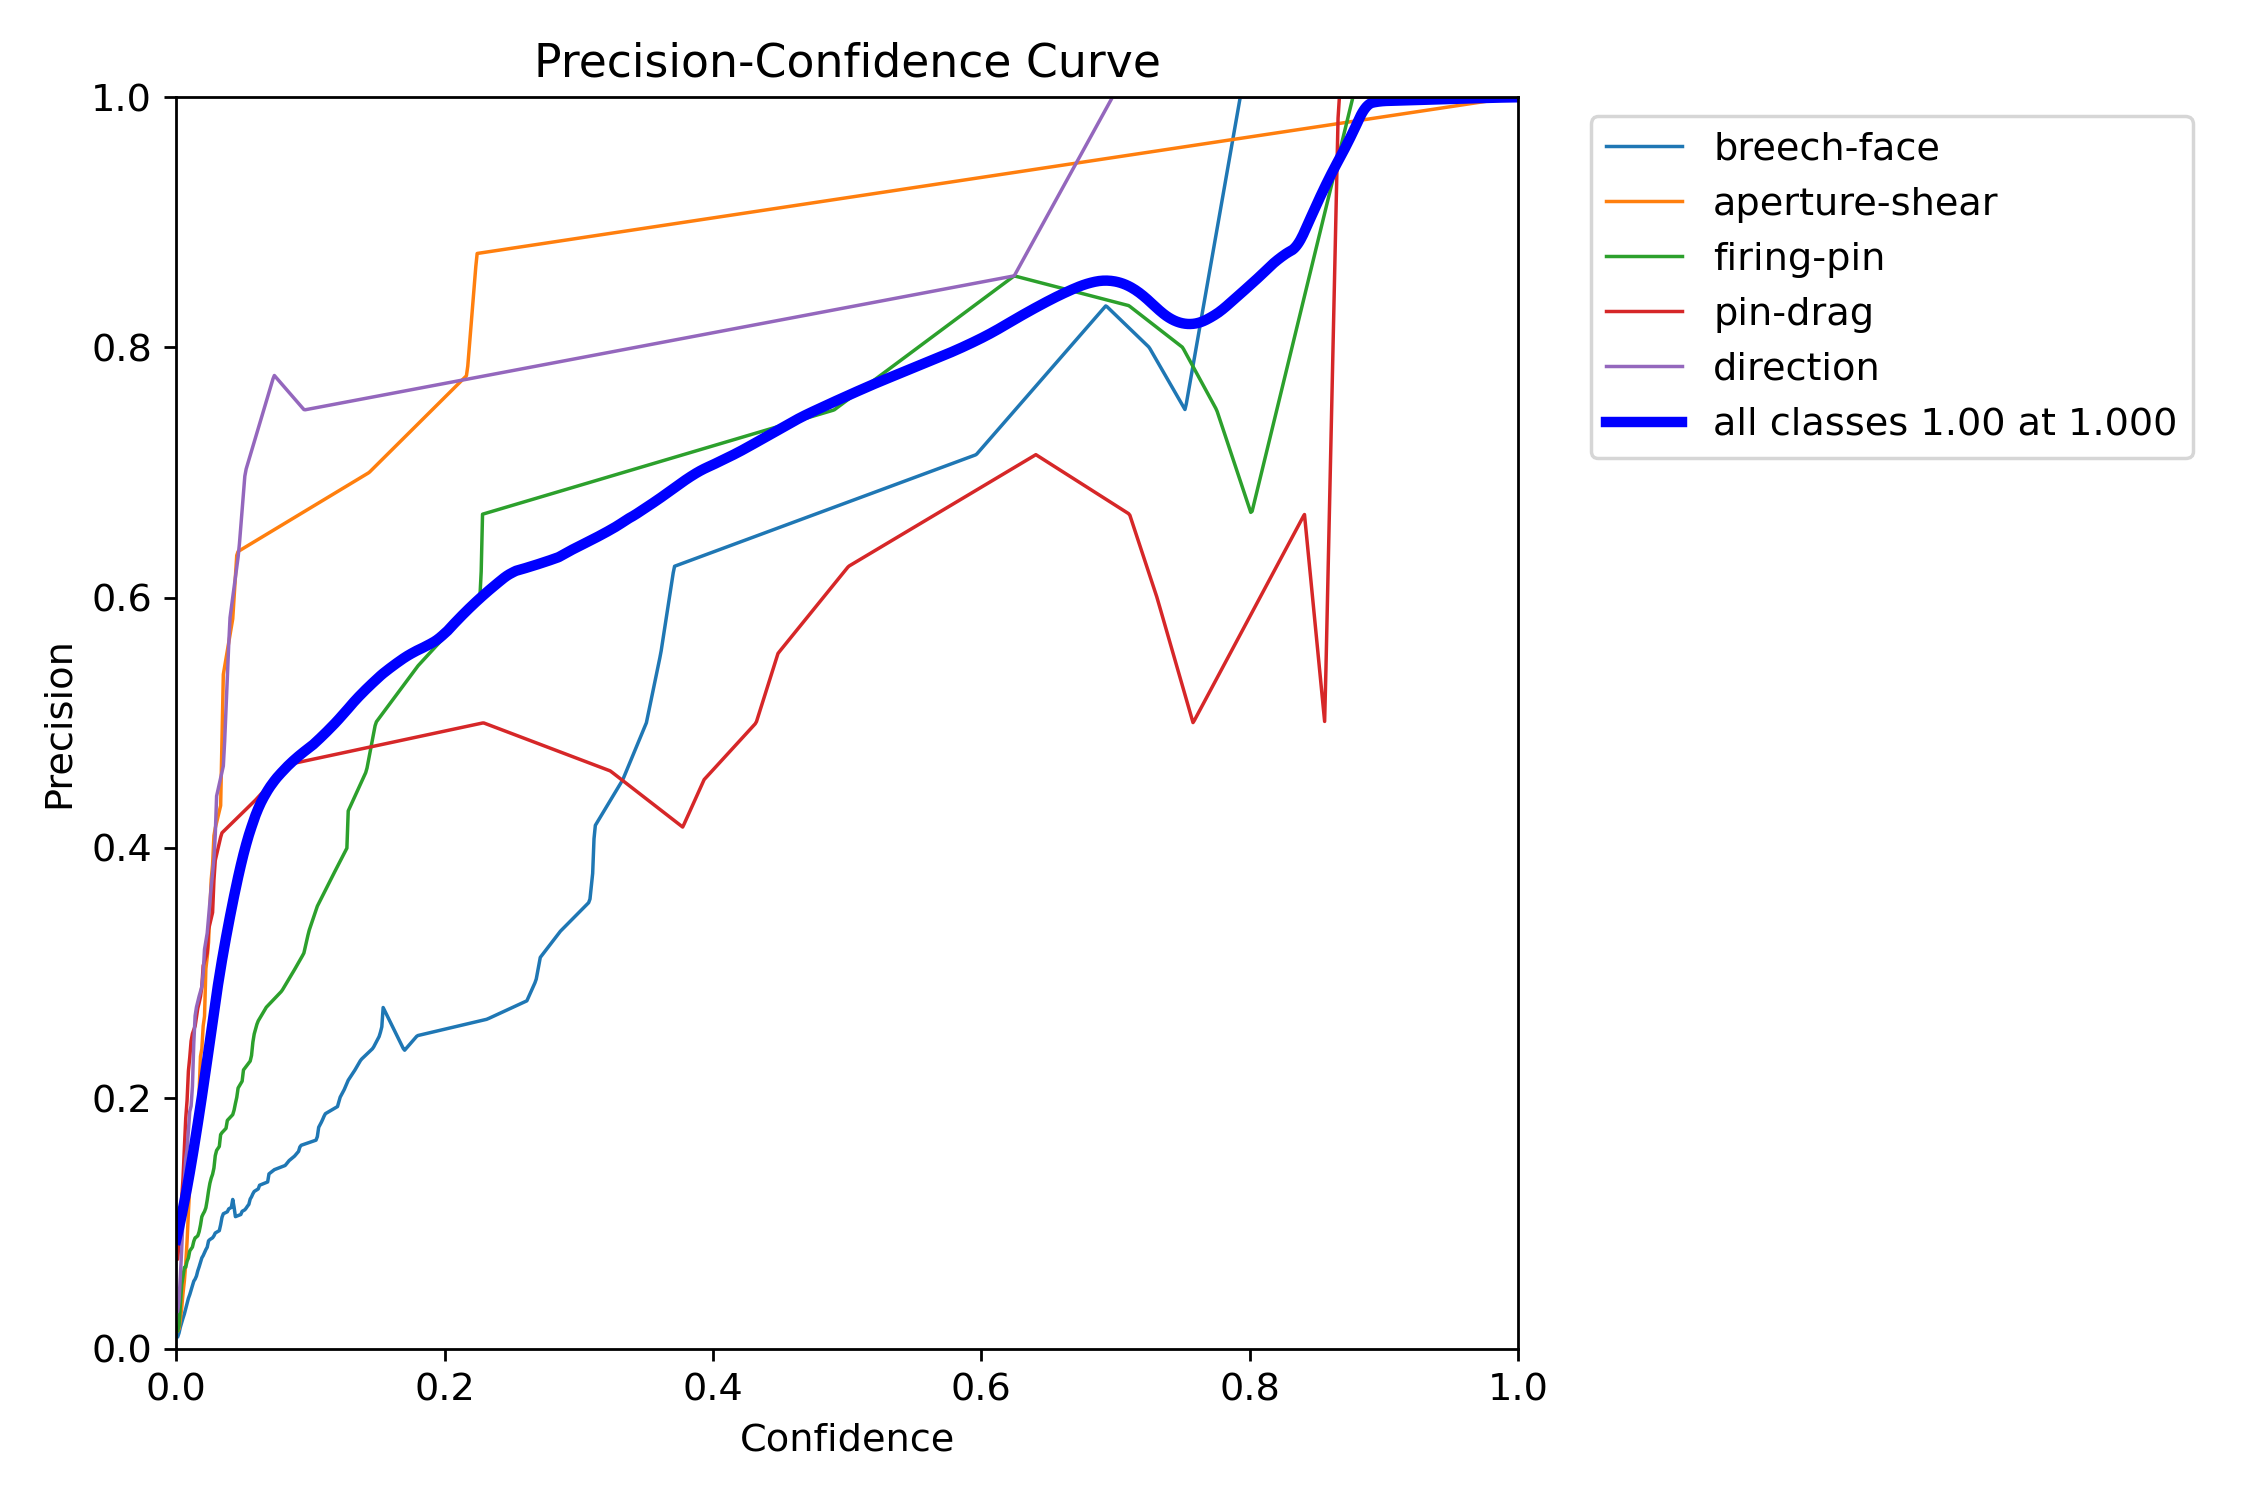 Precision-Confidence Curve
1.0
0.8
0.6
0.4
0.2
0.0
Precision
0.0 0.2 0.4 0.6 0.8 1.0
Confidence
breech-face
aperture-shear
firing-pin
pin-drag
direction
all classes 1.00 at 1.000